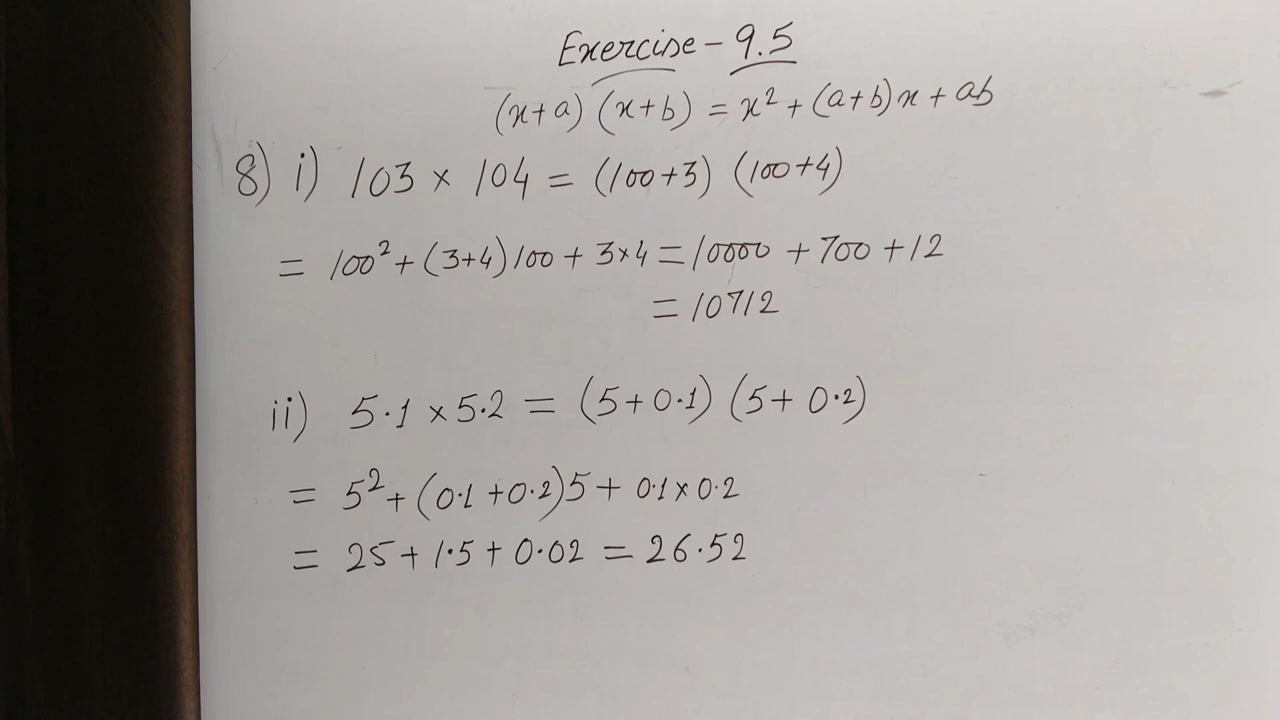 Exercise - 9.5
(x+a) (x+b) = x² + (a+b)x + ab
8) i) 103 × 104 = (100+3) (100+4)
= 100² + (3+4)100 + 3×4 = 10000 + 700 + 12
= 10712
ii) 5.1 × 5.2 = (5+0.1) (5+0.2)
= 5² + (0.1+0.2)5 + 0.1×0.2
= 25 + 1.5 + 0.02 = 26.52